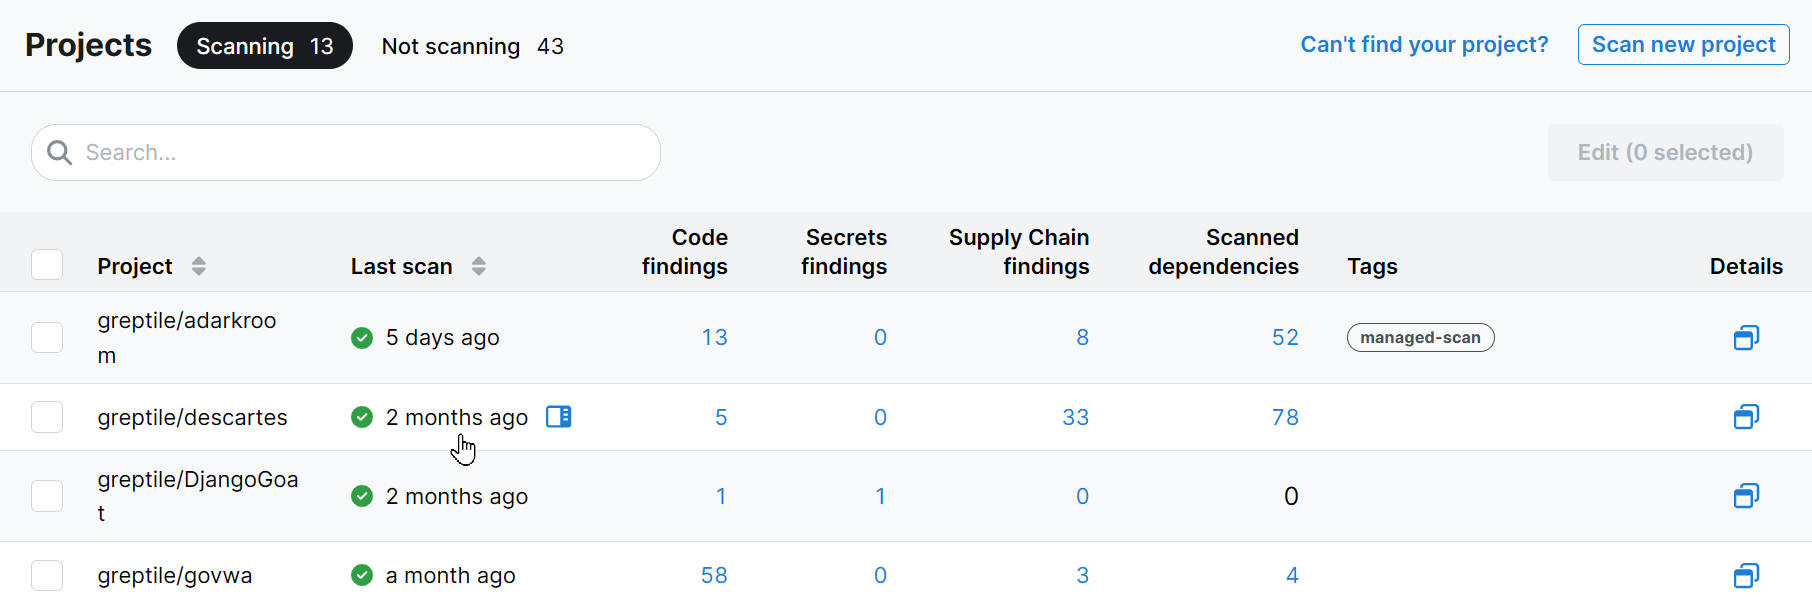 Projects Scanning 13 Not scanning 43 Can't find your project? Scan new project
Search...
Edit (0 selected)
Project Last scan Code findings Secrets findings Supply Chain findings Scanned dependencies Tags Details
greptile/adarkroo
m
5 days ago 13 0 8 52 managed-scan
greptile/descartes 2 months ago 5 0 33 78
greptile/DjangoGoa
t
2 months ago 1 1 0 0
greptile/govwa a month ago 58 0 3 4